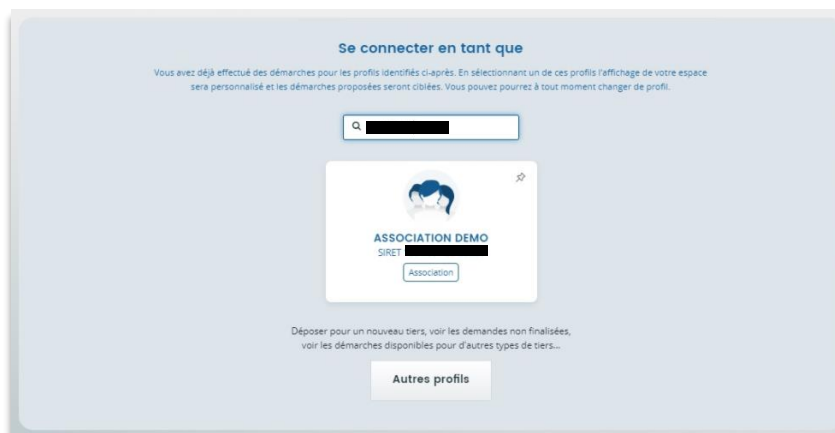 Se connecter en tant que
Vous avez déjà effectué des démarches pour les profils identifiés ci-après. En sélectionnant un de ces profils l'affichage de votre espace
sera personnalisé et les démarches proposées seront ciblées. Vous pouvez pourrez à tout moment changer de profil.
ASSOCIATION DEMO
SIRET
Association
Déposer pour un nouveau tiers, voir les demandes non finalisées,
voir les démarches disponibles pour d'autres types de tiers...
Autres profils